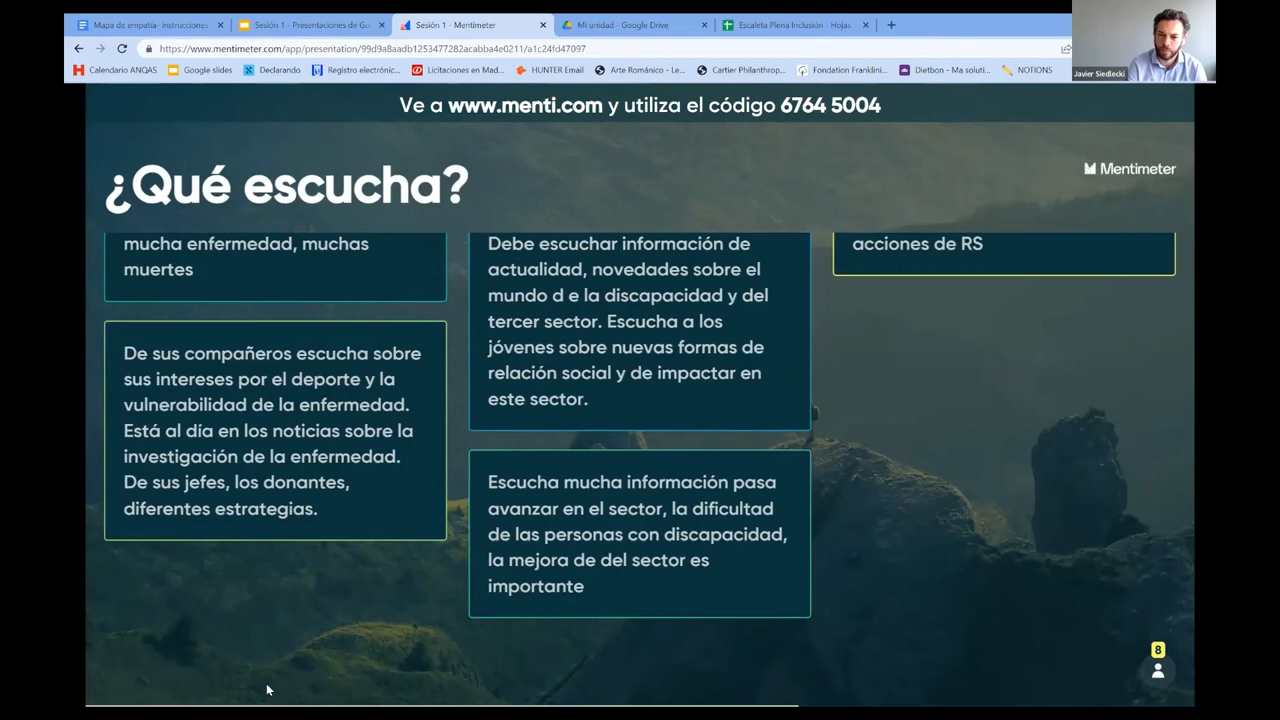 Mapa de empatía- instrucciones
Sesión 1 - Presentaciones de Go
Sesión 1 - Mentimeter
Mi unidad - Google Drive
Escaleta Plena Inclusión - Hojas
https://www.mentimeter.com/app/presentation/99d9a8aadb1253477282acabba4e0211/a1c24fd47097
Calendario ANQAS
Google slides
Declarando
Registro electrónic...
Licitaciones en Mad...
HUNTER Email
Arte Románico - Le...
Cartier Philanthrop...
Fondation Franklini...
Dietbon - Ma soluti...
NOTIONS
Javier Siedlecki
Ve a www.menti.com y utiliza el código 6764 5004
¿Qué escucha?
Mentimeter
mucha enfermedad, muchas
muertes
De sus compañeros escucha sobre
sus intereses por el deporte y la
vulnerabilidad de la enfermedad.
Está al día en los noticias sobre la
investigación de la enfermedad.
De sus jefes, los donantes,
diferentes estrategias.
Debe escuchar información de
actualidad, novedades sobre el
mundo d e la discapacidad y del
tercer sector. Escucha a los
jóvenes sobre nuevas formas de
relación social y de impactar en
este sector.
Escucha mucha información pasa
avanzar en el sector, la dificultad
de las personas con discapacidad,
la mejora de del sector es
importante
acciones de RS
8